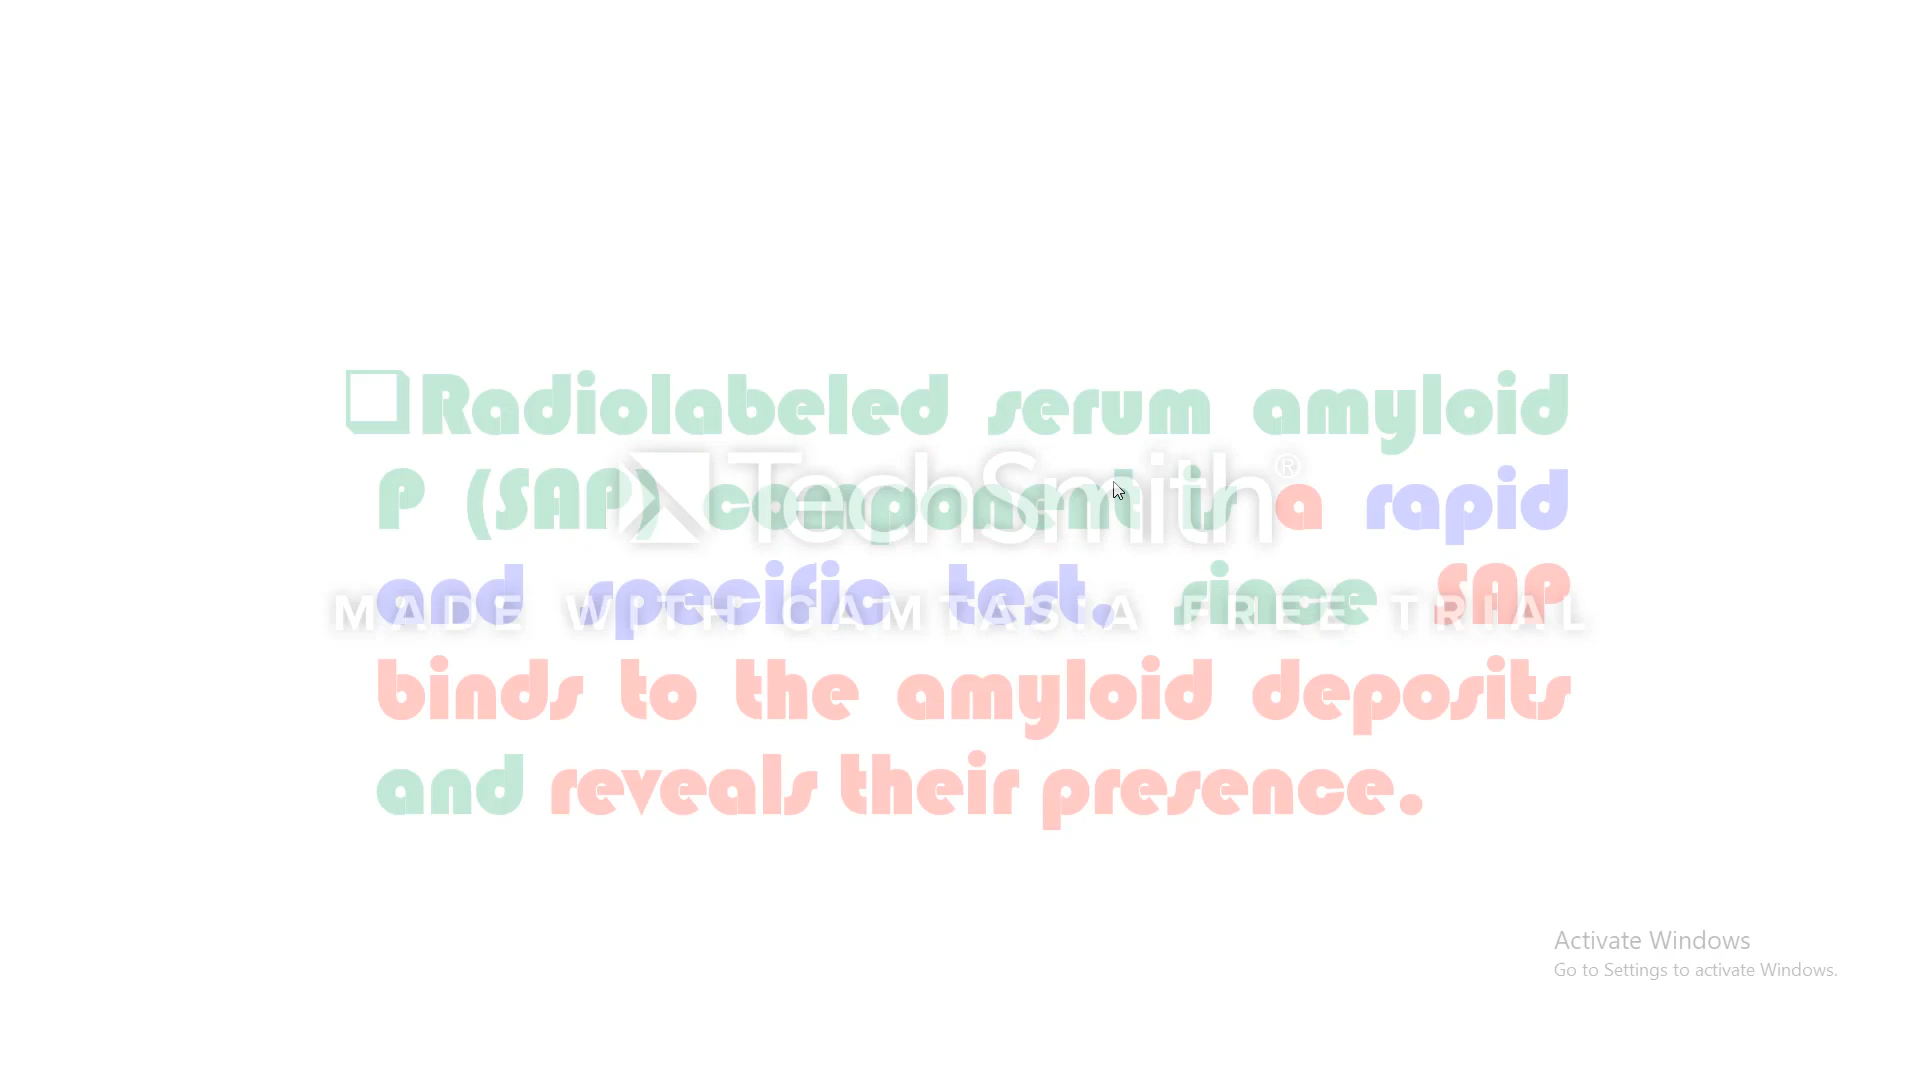 ❑Radiolabeled serum amyloid
P (SAP) component is a rapid
and specific test. since SAP
binds to the amyloid deposits
and reveals their presence.
TechSmith®
MADE WITH CAMTASIA FREE TRIAL
Activate Windows
Go to Settings to activate Windows.